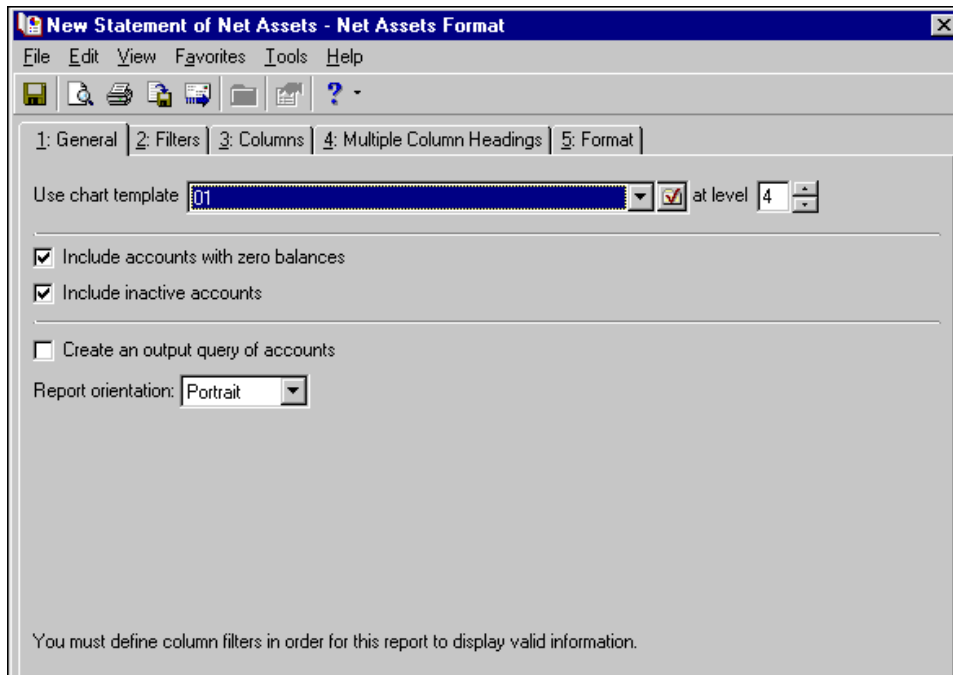 New Statement of Net Assets - Net Assets Format
File Edit View Favorites Tools Help
?
1: General 2: Filters 3: Columns 4: Multiple Column Headings 5: Format
Use chart template 01 at level 4
Include accounts with zero balances
Include inactive accounts
Create an output query of accounts
Report orientation: Portrait
You must define column filters in order for this report to display valid information.